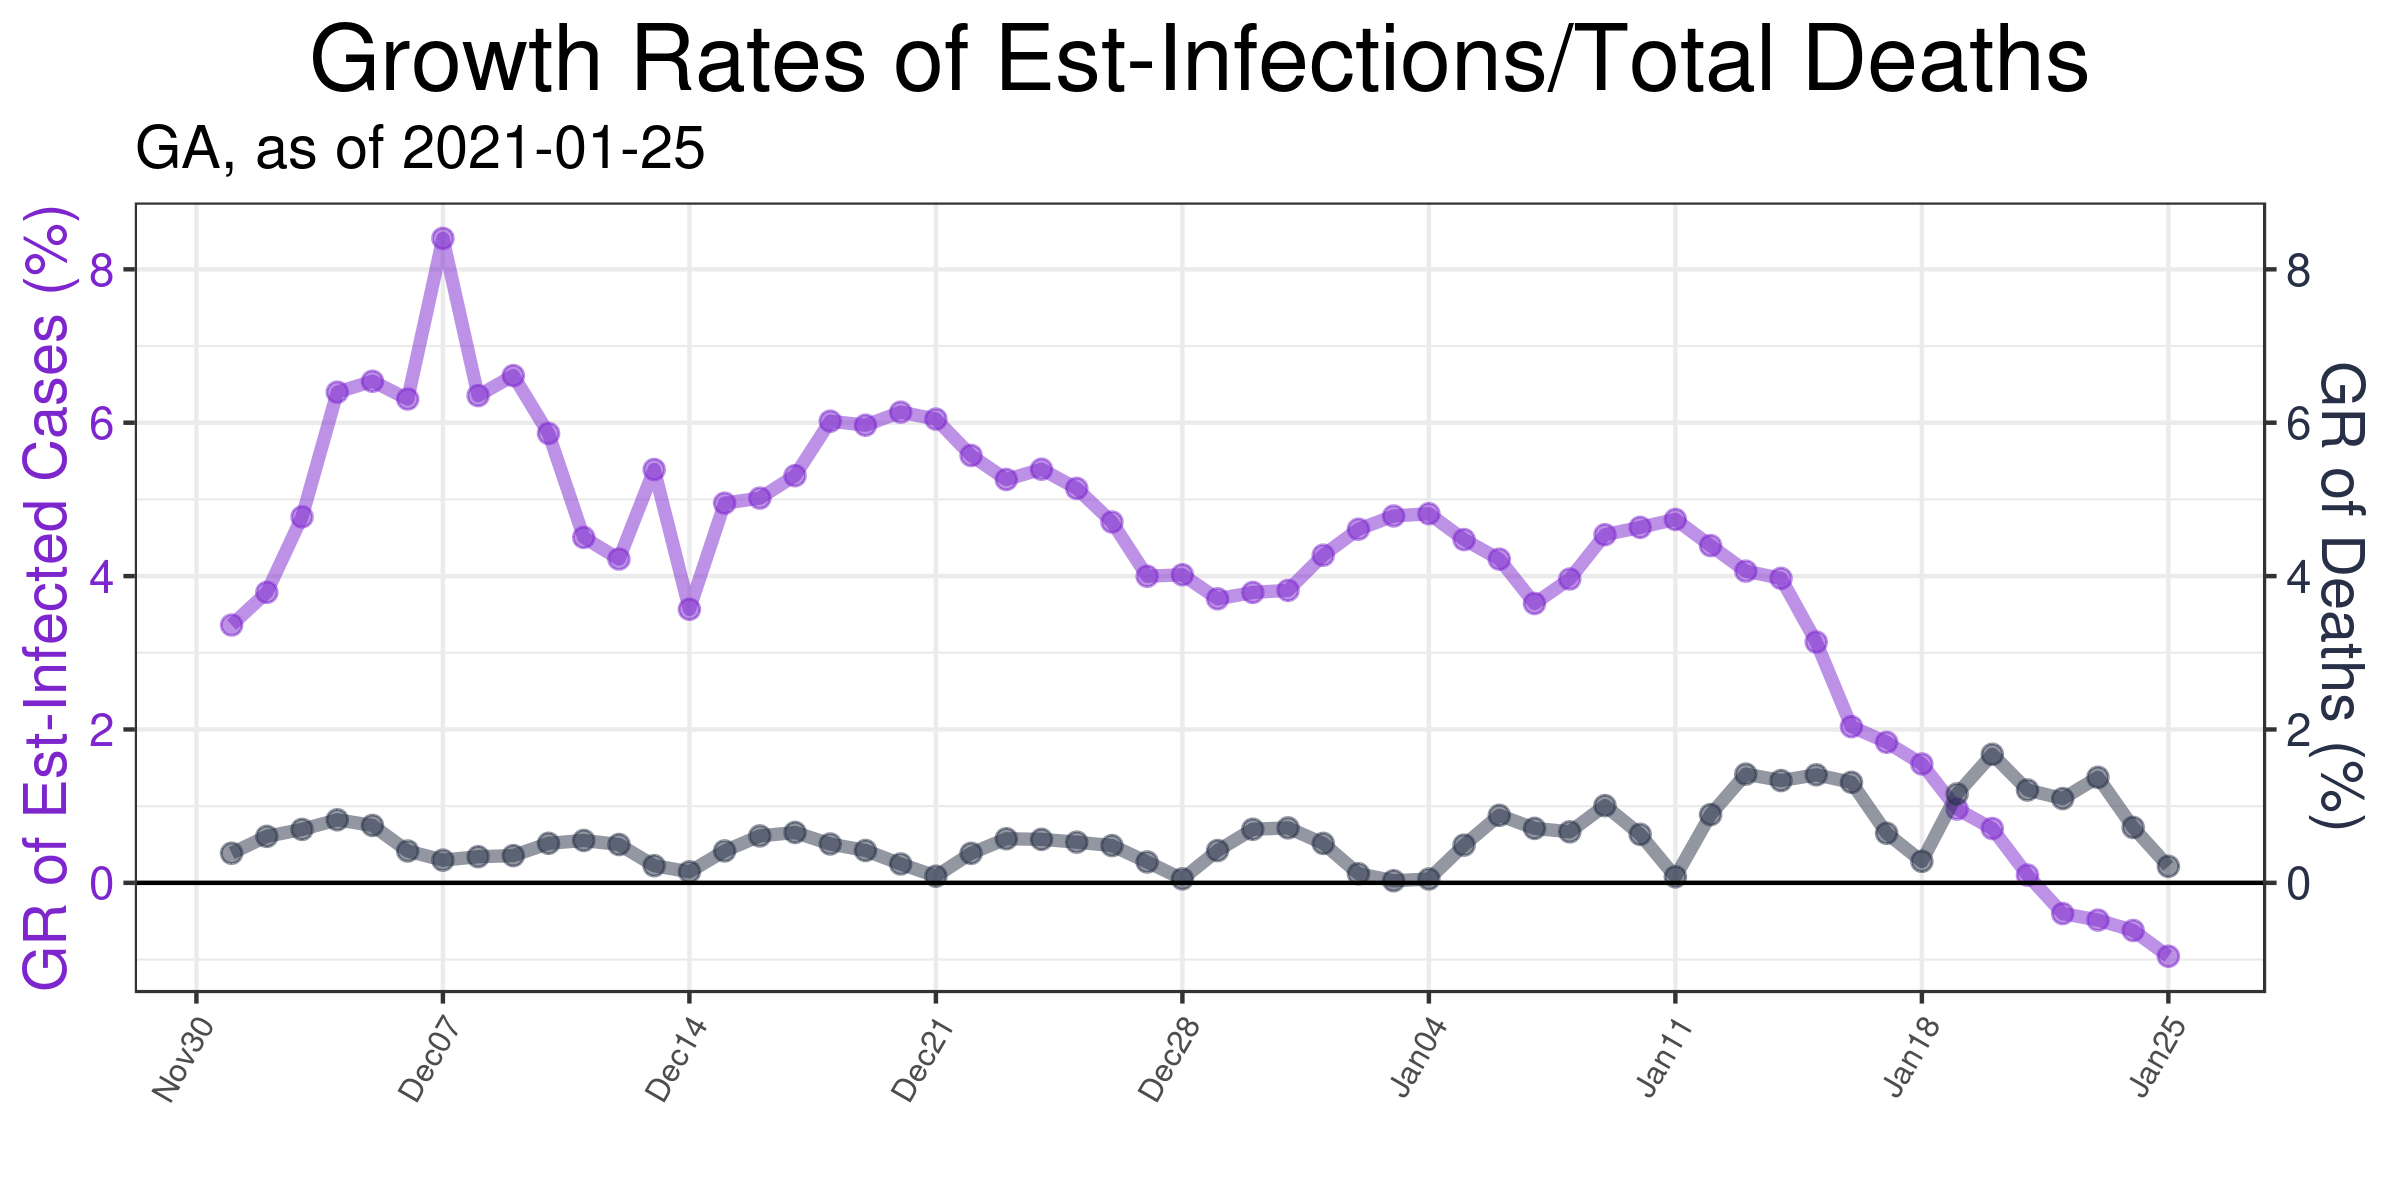 Growth Rates of Est-Infections/Total Deaths
GA, as of 2021-01-25
GR of Est-Infected Cases (%)
8
6
4
2
0
8
6
4
2
0
GR of Deaths (%)
Nov30
Dec07
Dec14
Dec21
Dec28
Jan04
Jan11
Jan18
Jan25